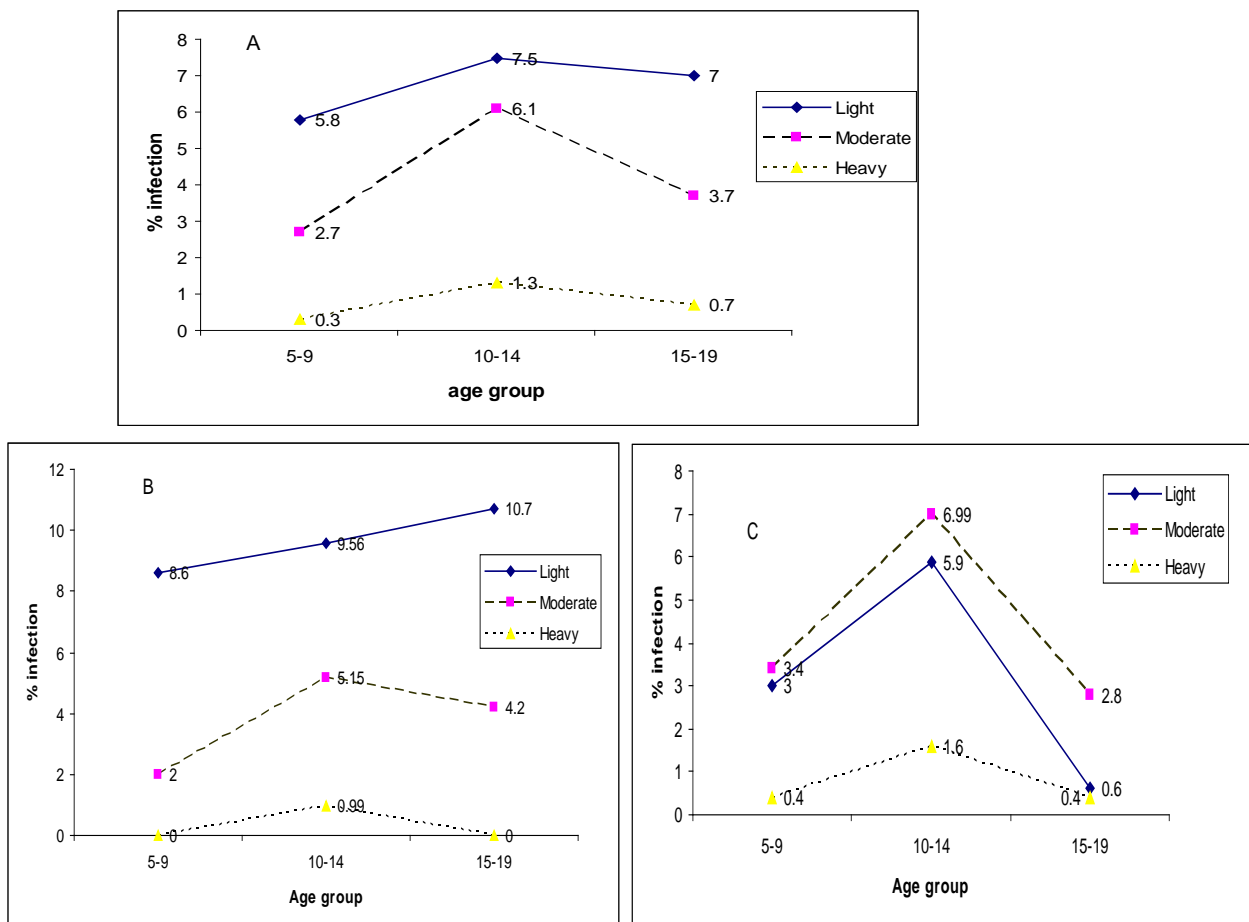 A
8
7
6
5
4
3
2
1
0
% infection
5.8
7.5
7
2.7
6.1
3.7
0.3
1.3
0.7
5-9 10-14 15-19
age group
Light
Moderate
Heavy
B
12
10
8
6
4
2
0
% infection
8.6
9.56
10.7
2
5.15
4.2
0
0.99
0
5-9 10-14 15-19
Age group
Light
Moderate
Heavy
C
8
7
6
5
4
3
2
1
0
% infection
3.4
6.99
2.8
3
5.9
0.6
0.4
1.6
0.4
5-9 10-14 15-19
Age group
Light
Moderate
Heavy